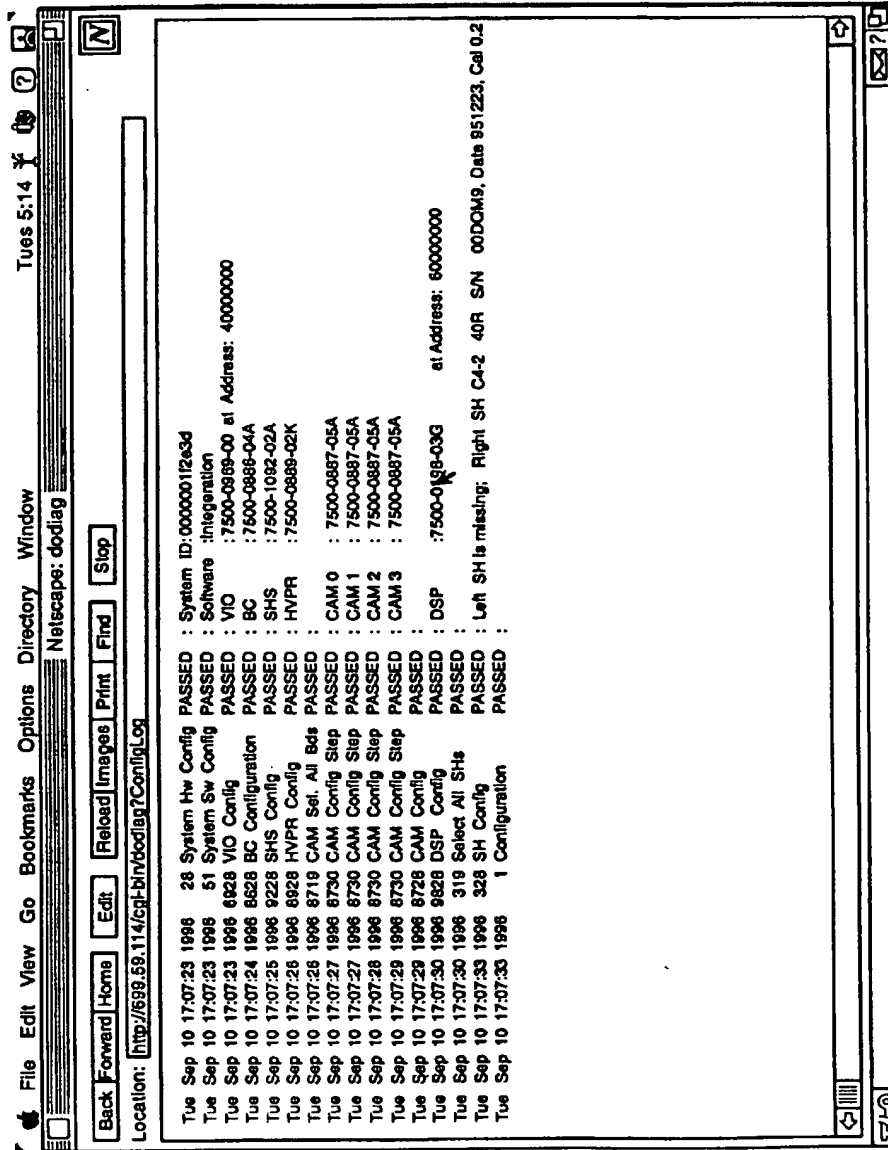 File Edit View Go Bookmarks Options Directory Window Tues 5:14 ?
Netscape: dodiag
Back Forward Home Edit Reload Images Print Find Stop N
Location: http://699.59.114/cgi-bin/dodiag?ConfigLog
Tue Sep 10 17:07:23 1996 28 System Hw Config PASSED : System ID:0000001f2e3d
Tue Sep 10 17:07:23 1996 51 System Sw Config PASSED : Software :Integeration
Tue Sep 10 17:07:23 1996 6928 VIO Config PASSED : VIO : 7500-0969-00 at Address: 40000000
Tue Sep 10 17:07:24 1996 8628 BC Configuration PASSED : BC : 7500-0886-04A
Tue Sep 10 17:07:25 1996 9228 SHS Config PASSED : SHS : 7500-1092-02A
Tue Sep 10 17:07:26 1996 8928 HVPR Config PASSED : HVPR : 7500-0889-02K
Tue Sep 10 17:07:26 1996 8719 CAM Sel. All Bds PASSED :
Tue Sep 10 17:07:27 1996 8730 CAM Config Step PASSED : CAM 0 : 7500-0887-05A
Tue Sep 10 17:07:27 1996 8730 CAM Config Step PASSED : CAM 1 : 7500-0887-05A
Tue Sep 10 17:07:28 1996 8730 CAM Config Step PASSED : CAM 2 : 7500-0887-05A
Tue Sep 10 17:07:29 1996 8730 CAM Config Step PASSED : CAM 3 : 7500-0887-05A
Tue Sep 10 17:07:29 1996 8728 CAM Config PASSED :
Tue Sep 10 17:07:30 1996 9828 DSP Config PASSED : DSP :7500-0198-03G at Address: 60000000
Tue Sep 10 17:07:30 1996 319 Select All SHs PASSED :
Tue Sep 10 17:07:33 1996 328 SH Config PASSED : Left SH is missing; Right SH C4-2 40R S/N 00DQM9, Date 951223, Cal 0.2
Tue Sep 10 17:07:33 1996 1 Configuration PASSED :
?